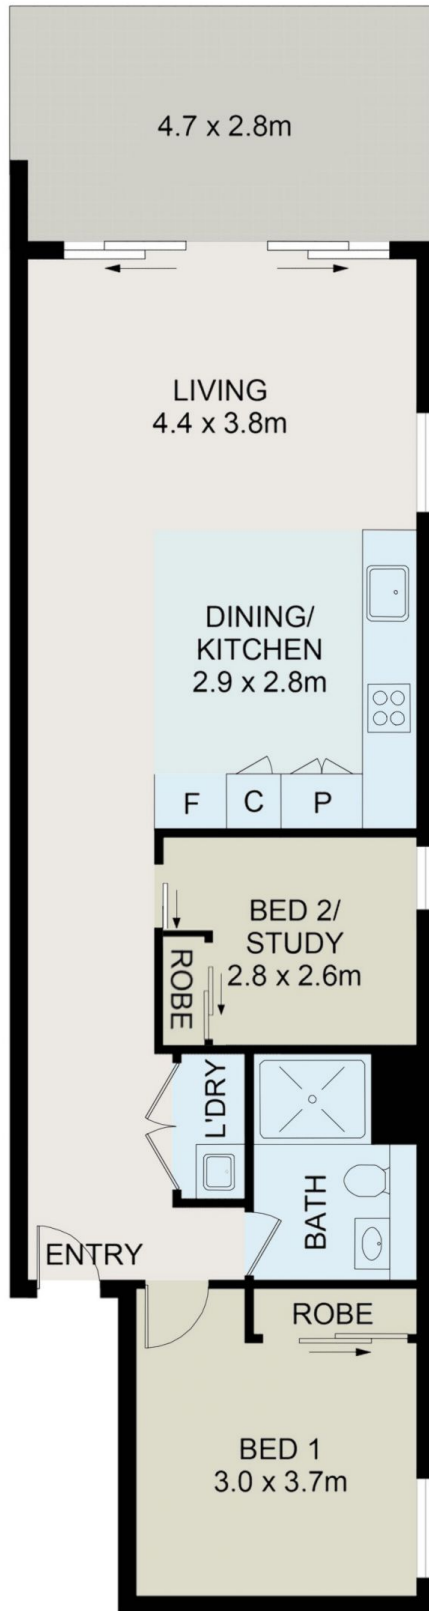 4.7 x 2.8m
LIVING
4.4 x 3.8m
DINING/
KITCHEN
2.9 x 2.8m
F
C
P
BED 2/
STUDY
2.8 x 2.6m
ROBE
L'DRY
BATH
ENTRY
ROBE
BED 1
3.0 x 3.7m